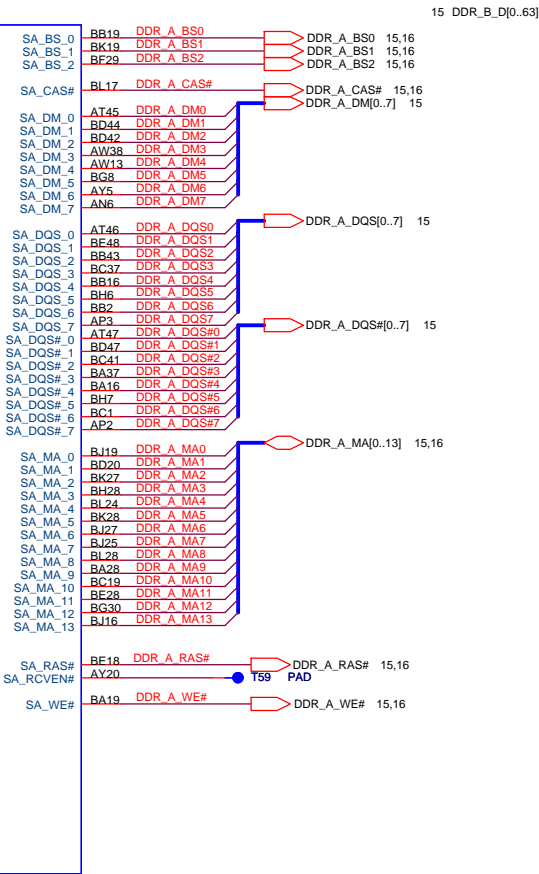 15 DDR_B_D[0..63]
SA_BS_0 BB19 DDR_A_BS0 DDR_A_BS0 15,16
SA_BS_1 BK19 DDR_A_BS1 DDR_A_BS1 15,16
SA_BS_2 BF29 DDR_A_BS2 DDR_A_BS2 15,16
SA_CAS# BL17 DDR_A_CAS# DDR_A_CAS# 15,16
DDR_A_DM[0..7] 15
SA_DM_0 AT45 DDR_A_DM0
SA_DM_1 BD44 DDR_A_DM1
SA_DM_2 BD42 DDR_A_DM2
SA_DM_3 AW38 DDR_A_DM3
SA_DM_4 AW13 DDR_A_DM4
SA_DM_5 BG8 DDR_A_DM5
SA_DM_6 AY5 DDR_A_DM6
SA_DM_7 AN6 DDR_A_DM7
DDR_A_DQS[0..7] 15
SA_DQS_0 AT46 DDR_A_DQS0
SA_DQS_1 BE48 DDR_A_DQS1
SA_DQS_2 BB43 DDR_A_DQS2
SA_DQS_3 BC37 DDR_A_DQS3
SA_DQS_4 BB16 DDR_A_DQS4
SA_DQS_5 BH6 DDR_A_DQS5
SA_DQS_6 BB2 DDR_A_DQS6
SA_DQS_7 AP3 DDR_A_DQS7
DDR_A_DQS#[0..7] 15
SA_DQS#_0 AT47 DDR_A_DQS#0
SA_DQS#_1 BD47 DDR_A_DQS#1
SA_DQS#_2 BC41 DDR_A_DQS#2
SA_DQS#_3 BA37 DDR_A_DQS#3
SA_DQS#_4 BA16 DDR_A_DQS#4
SA_DQS#_5 BH7 DDR_A_DQS#5
SA_DQS#_6 BC1 DDR_A_DQS#6
SA_DQS#_7 AP2 DDR_A_DQS#7
DDR_A_MA[0..13] 15,16
SA_MA_0 BJ19 DDR_A_MA0
SA_MA_1 BD20 DDR_A_MA1
SA_MA_2 BK27 DDR_A_MA2
SA_MA_3 BH28 DDR_A_MA3
SA_MA_4 BL24 DDR_A_MA4
SA_MA_5 BK28 DDR_A_MA5
SA_MA_6 BJ27 DDR_A_MA6
SA_MA_7 BJ25 DDR_A_MA7
SA_MA_8 BL28 DDR_A_MA8
SA_MA_9 BA28 DDR_A_MA9
SA_MA_10 BC19 DDR_A_MA10
SA_MA_11 BE28 DDR_A_MA11
SA_MA_12 BG30 DDR_A_MA12
SA_MA_13 BJ16 DDR_A_MA13
SA_RAS# BE18 DDR_A_RAS# DDR_A_RAS# 15,16
SA_RCVEN# AY20 T59 PAD
SA_WE# BA19 DDR_A_WE# DDR_A_WE# 15,16